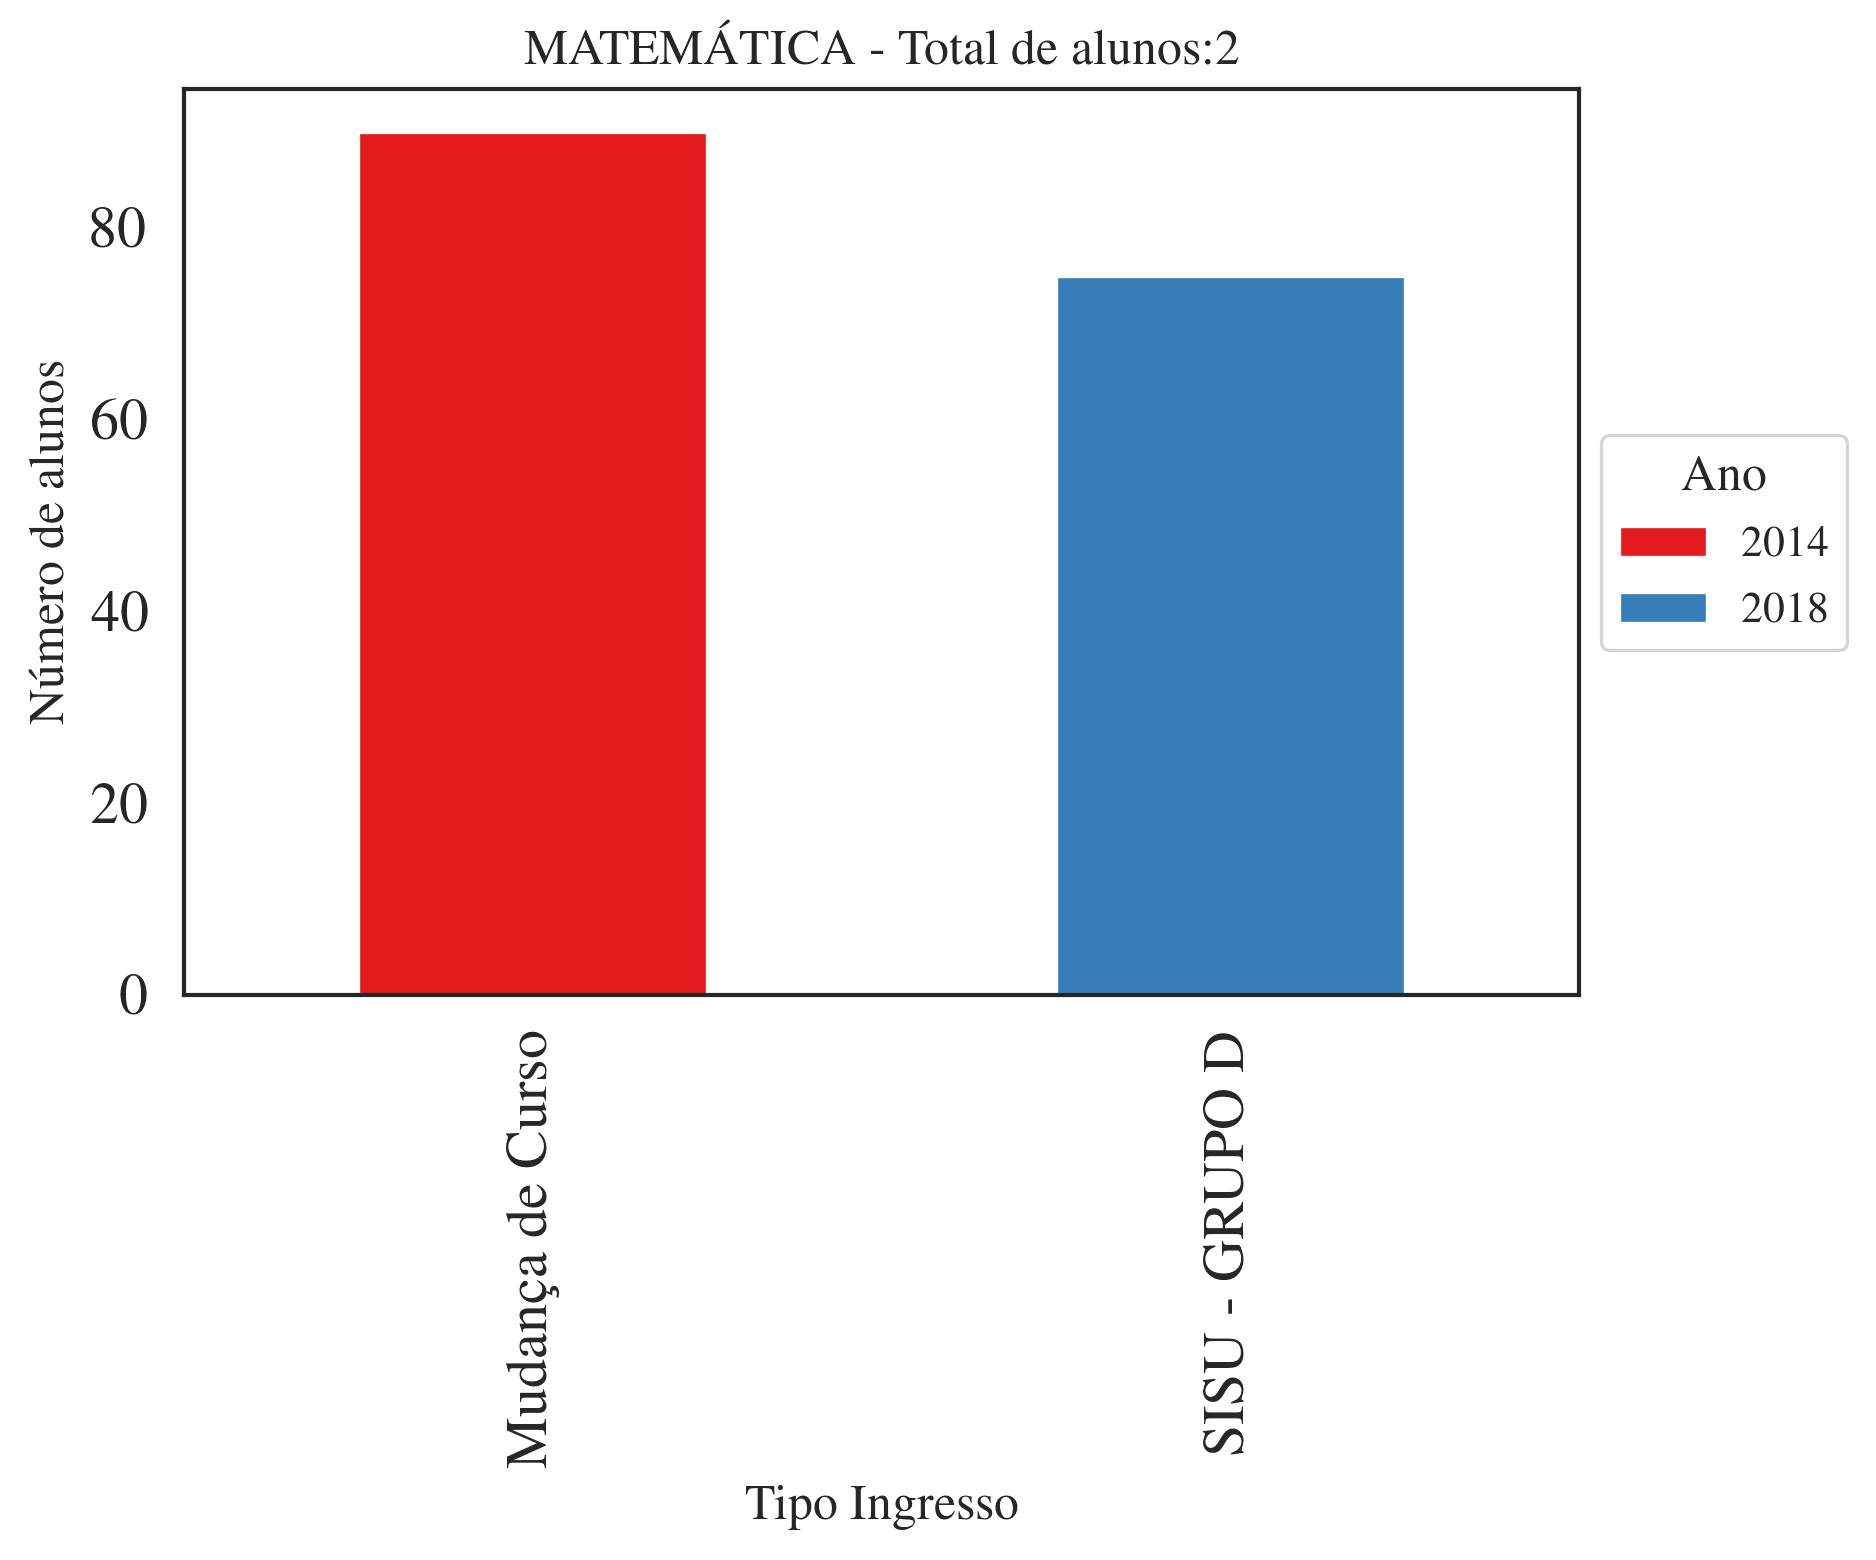 MATEMÁTICA - Total de alunos:2
Número de alunos
80
60
40
20
0
Mudança de Curso
SISU - GRUPO D
Tipo Ingresso
Ano
2014
2018